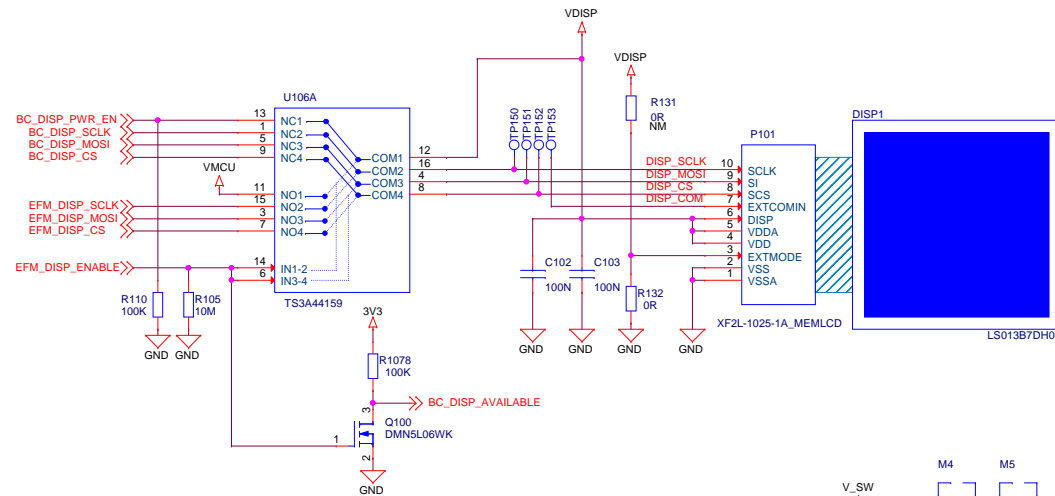 VDISP
VDISP
U106A
R131
0R
NM
TP150
TP151
TP152
TP153
DISP1
P101
BC_DISP_PWR_EN
BC_DISP_SCLK
BC_DISP_MOSI
BC_DISP_CS
13
1
5
9
NC1
NC2
NC3
NC4
COM1
COM2
COM3
COM4
12
16
4
8
VMCU
EFM_DISP_SCLK
EFM_DISP_MOSI
EFM_DISP_CS
11
15
3
7
NO1
NO2
NO3
NO4
EFM_DISP_ENABLE
14
6
IN1-2
IN3-4
TS3A44159
DISP_SCLK
DISP_MOSI
DISP_CS
DISP_COM
10
9
8
7
6
5
4
3
2
1
SCLK
SI
SCS
EXTCOMIN
DISP
VDDA
VDD
EXTMODE
VSS
VSSA
C102
100N
C103
100N
R132
0R
XF2L-1025-1A_MEMLCD
LS013B7DH0
R110
100K
R105
10M
GND
GND
GND
GND
GND
GND
3V3
R1078
100K
BC_DISP_AVAILABLE
3
Q100
DMN5L06WK
1
2
GND
V_SW
M4
M5